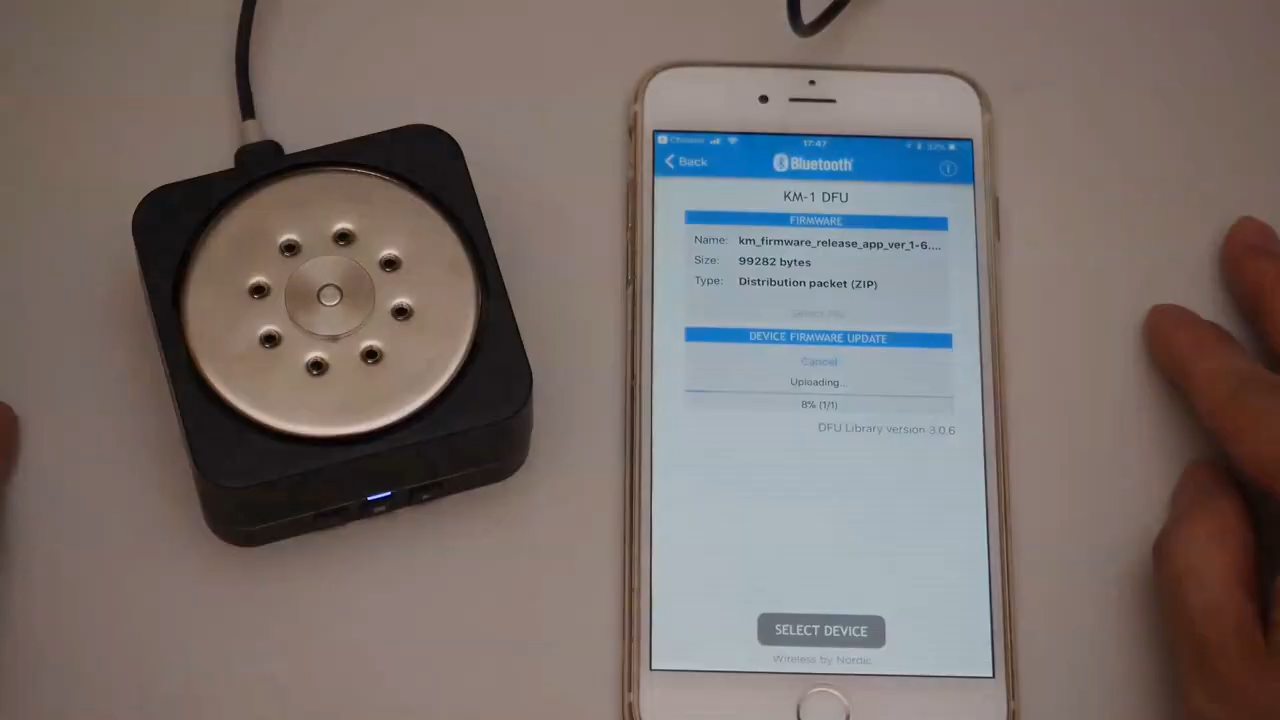 17:47
Back
Bluetooth
KM-1 DFU
FIRMWARE
Name: km_firmware_release_app_ver_1-6....
Size: 99282 bytes
Type: Distribution packet (ZIP)
DEVICE FIRMWARE UPDATE
Cancel
Uploading...
8% (1/1)
DFU Library version 3.0.6
SELECT DEVICE
Wireless by Nordic